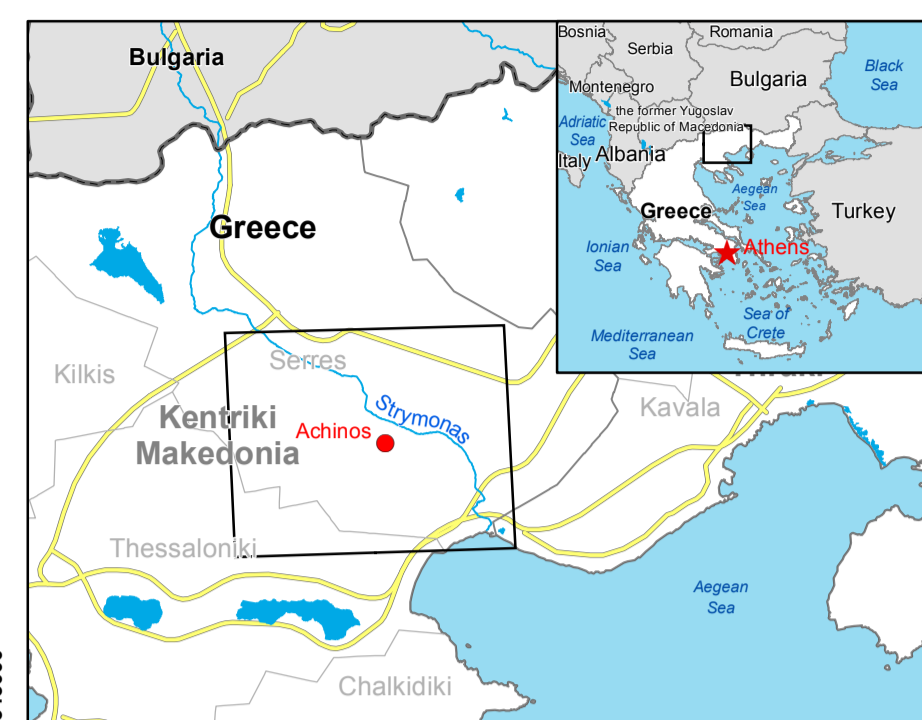 Bulgaria
Greece
Kilkis
Serres
Kentriki
Makedonia
Achinos
Strymonas
Thessaloniki
Kavala
Chalkidiki
Aegean
Sea
Bosnia
Serbia
Romania
Montenegro
Bulgaria
Black
Sea
the former Yugoslav
Republic of Macedonia
Adriatic
Sea
Italy
Albania
Aegean
Sea
Greece
Turkey
Athens
Ionian
Sea
Sea of
Crete
Mediterranean
Sea